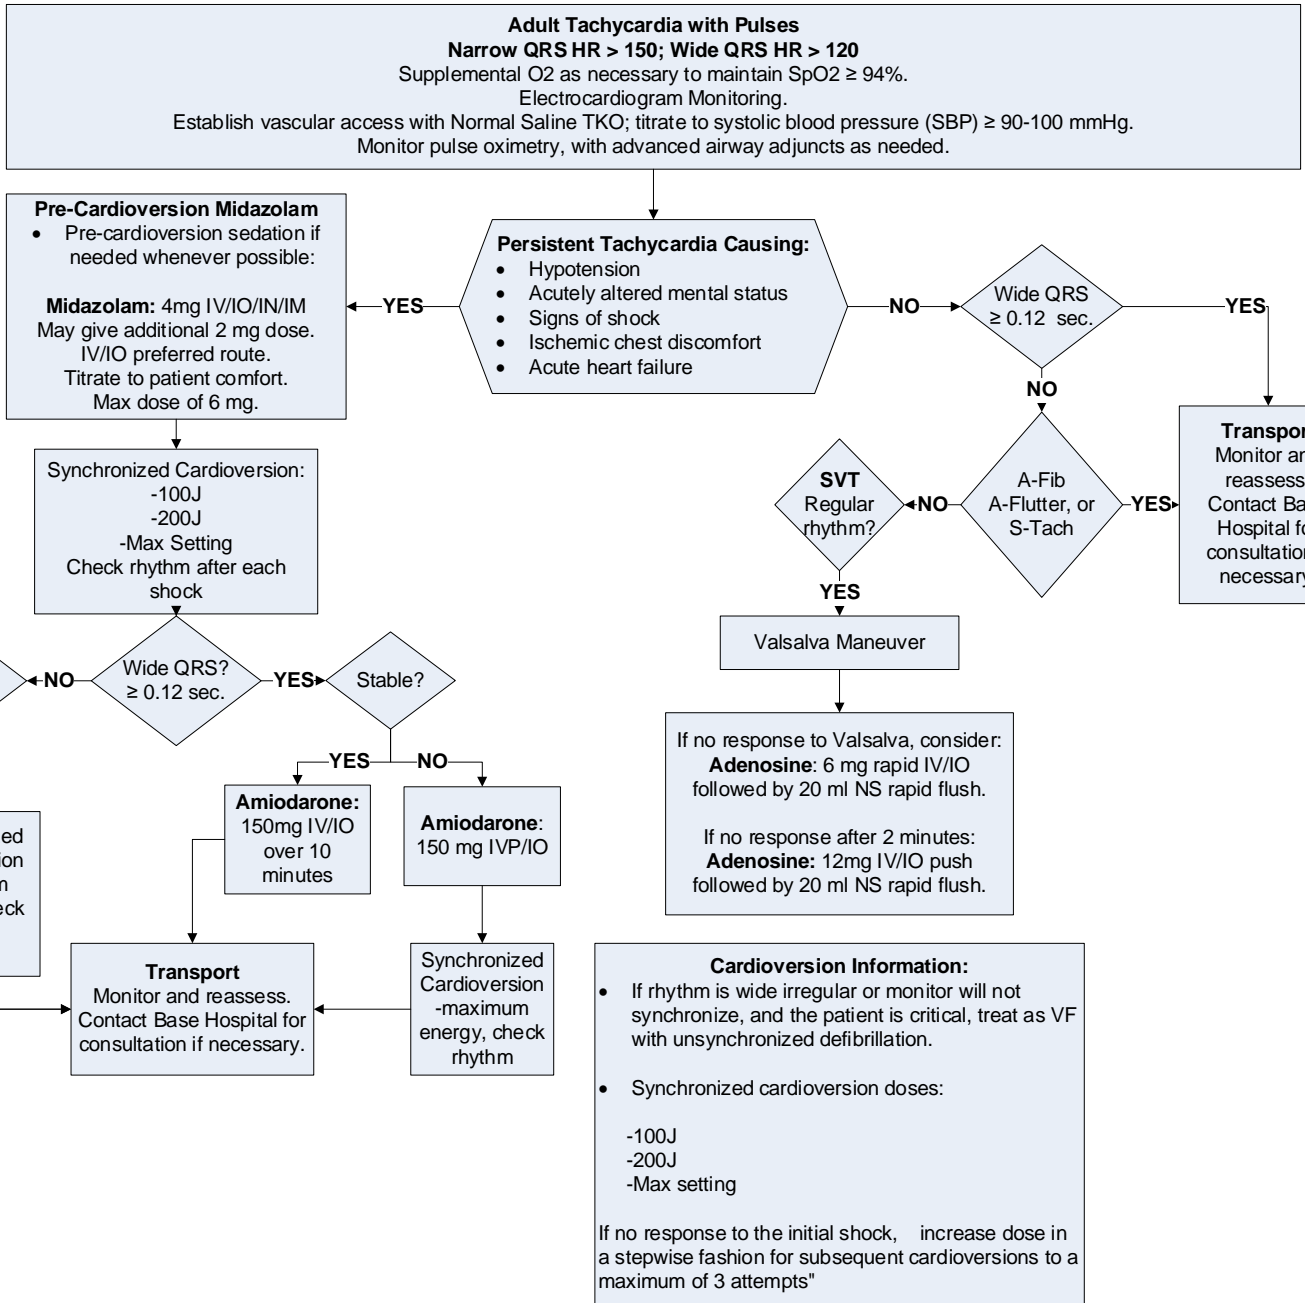 Adult Tachycardia with Pulses
Narrow QRS HR > 150; Wide QRS HR > 120
Supplemental O2 as necessary to maintain SpO2 ≥ 94%.
Electrocardiogram Monitoring.
Establish vascular access with Normal Saline TKO; titrate to systolic blood pressure (SBP) ≥ 90-100 mmHg.
Monitor pulse oximetry, with advanced airway adjuncts as needed.
Pre-Cardioversion Midazolam
• Pre-cardioversion sedation if
needed whenever possible:
Midazolam: 4mg IV/IO/IN/IM
May give additional 2 mg dose.
IV/IO preferred route.
Titrate to patient comfort.
Max dose of 6 mg.
YES
Persistent Tachycardia Causing:
• Hypotension
• Acutely altered mental status
• Signs of shock
• Ischemic chest discomfort
• Acute heart failure
NO
Wide QRS
≥ 0.12 sec.
YES
NO
Synchronized Cardioversion:
-100J
-200J
-Max Setting
Check rhythm after each
shock
SVT
Regular
rhythm?
NO
A-Fib
A-Flutter, or
S-Tach
YES
Monitor
reassess
Contact
Hospital
necessary
YES
Valsalva Maneuver
NO
Wide QRS?
≥ 0.12 sec.
YES
Stable?
YES
NO
If no response to Valsalva, consider:
Adenosine: 6 mg rapid IV/IO
followed by 20 ml NS rapid flush.
If no response after 2 minutes:
Adenosine: 12mg IV/IO push
followed by 20 ml NS rapid flush.
Amiodarone:
150mg IV/IO
over 10
minutes
Amiodarone:
150 mg IVP/IO
Transport
Monitor and reassess.
Contact Base Hospital for
consultation if necessary.
Synchronized
Cardioversion
-maximum
energy, check
rhythm
Cardioversion Information:
• If rhythm is wide irregular or monitor will not
synchronize, and the patient is critical, treat as VF
with unsynchronized defibrillation.
• Synchronized cardioversion doses:
-100J
-200J
-Max setting
If no response to the initial shock, increase dose in
a stepwise fashion for subsequent cardioversions to a
maximum of 3 attempts"